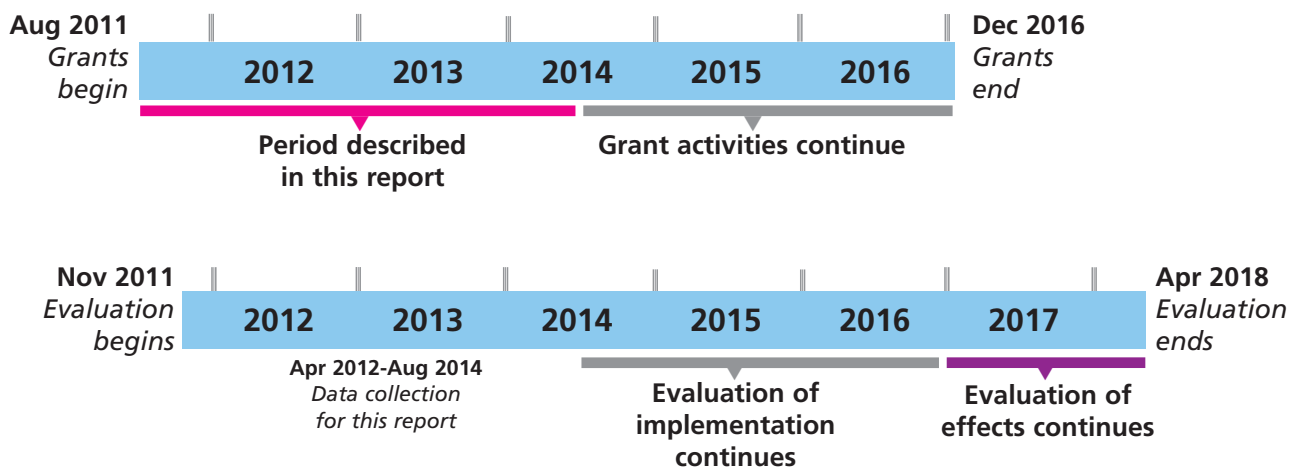 Aug 2011
Grants
begin
2012 2013 2014 2015 2016
Dec 2016
Grants
end
Period described
in this report
Grant activities continue
Nov 2011
Evaluation
begins
2012 2013 2014 2015 2016 2017
Apr 2018
Evaluation
ends
Apr 2012-Aug 2014
Data collection
for this report
Evaluation of
implementation
continues
Evaluation of
effects continues